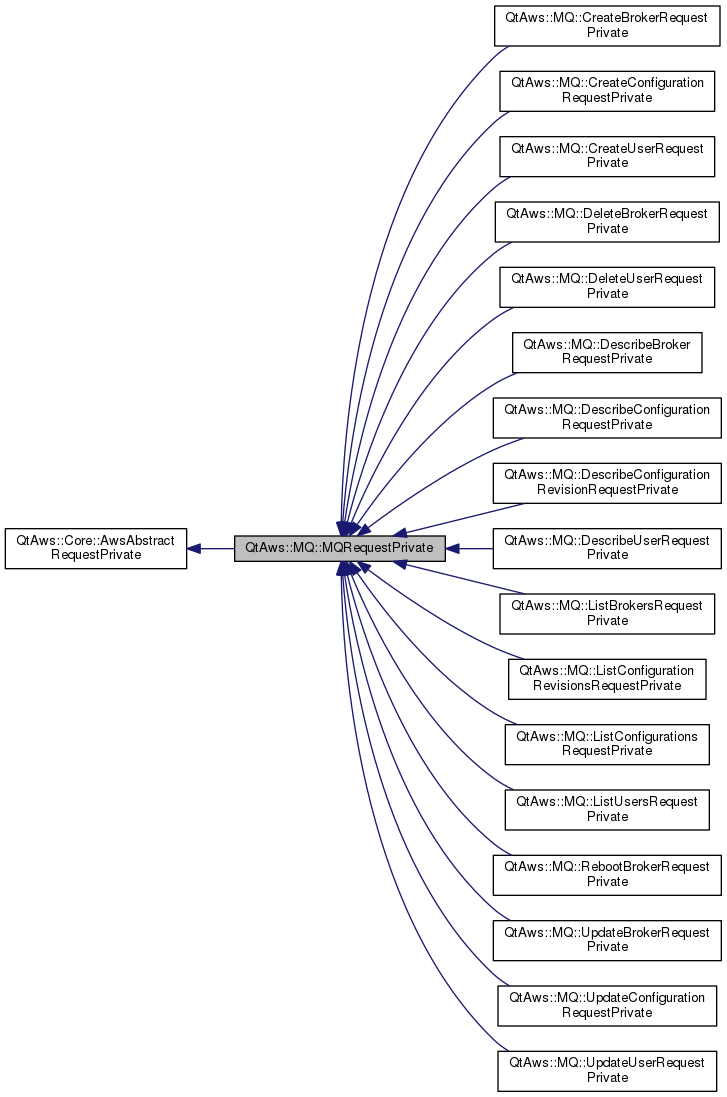 QtAws::MQ::CreateBrokerRequest
Private
QtAws::MQ::CreateConfiguration
RequestPrivate
QtAws::MQ::CreateUserRequest
Private
QtAws::MQ::DeleteBrokerRequest
Private
QtAws::MQ::DeleteUserRequest
Private
QtAws::MQ::DescribeBroker
RequestPrivate
QtAws::MQ::DescribeConfiguration
RequestPrivate
QtAws::MQ::DescribeConfiguration
RevisionRequestPrivate
QtAws::Core::AwsAbstract
RequestPrivate
QtAws::MQ::MQRequestPrivate
QtAws::MQ::DescribeUserRequest
Private
QtAws::MQ::ListBrokersRequest
Private
QtAws::MQ::ListConfiguration
RevisionsRequestPrivate
QtAws::MQ::ListConfigurations
RequestPrivate
QtAws::MQ::ListUsersRequest
Private
QtAws::MQ::RebootBrokerRequest
Private
QtAws::MQ::UpdateBrokerRequest
Private
QtAws::MQ::UpdateConfiguration
RequestPrivate
QtAws::MQ::UpdateUserRequest
Private